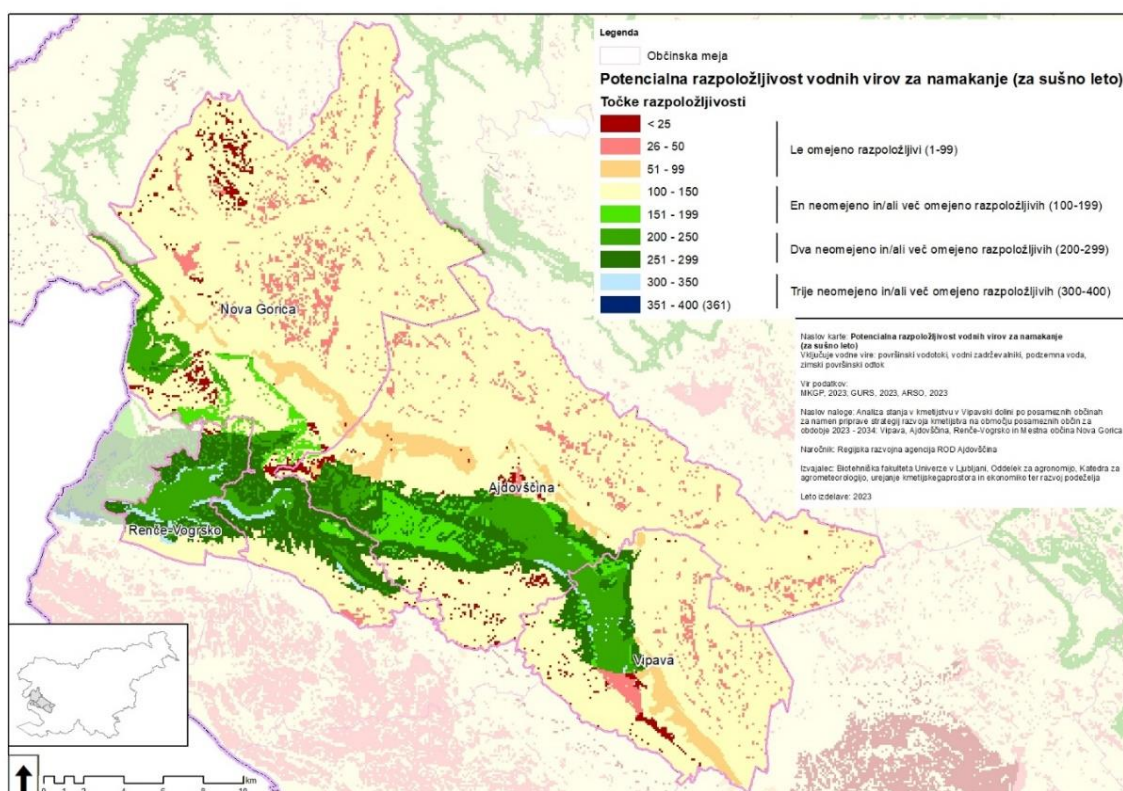 Legenda
Občinska meja
Potencialna razpoložljivost vodnih virov za namakanje (za sušno leto)
Točke razpoložljivosti
< 25
26 - 50
51 - 99
Le omejeno razpoložljivi (1-99)
100 - 150
151 - 199
En neomejeno in/ali več omejeno razpoložljivih (100-199)
200 - 250
251 - 299
Dva neomejeno in/ali več omejeno razpoložljivih (200-299)
300 - 350
351 - 400 (361)
Trije neomejeno in/ali več omejeno razpoložljivih (300-400)
Naslov karte: Potencialna razpoložljivost vodnih virov za namakanje
(za sušno leto)
Vključuje vodne vire: površinski vodotoki, vodni zadrževalniki, podzemna voda,
zimski površinski odtok
Vir podatkov:
MKGP, 2023; GURS, 2023, ARSO, 2023
Naslov naloge: Analiza stanja v kmetijstvu v Vipavski dolini po posameznih občinah
za namen priprave strategij razvoja kmetijstva na območju posameznih občin za
obdobje 2023 - 2034: Vipava, Ajdovščina, Renče-Vogrsko in Mestna občina Nova Gorica
Naročnik: Regijska razvojna agencija ROD Ajdovščina
Izvajalec: Biotehniška fakulteta Univerze v Ljubljani, Oddelek za agronomijo, Katedra za
agrometeorologijo, urejanje kmetijskegaprostora in ekonomiko ter razvoj podeželja
Leto izdelave: 2023
Nova Gorica
Ajdovščina
Renče-Vogrsko
Vipava
0 1 2 4 6 8 10 km